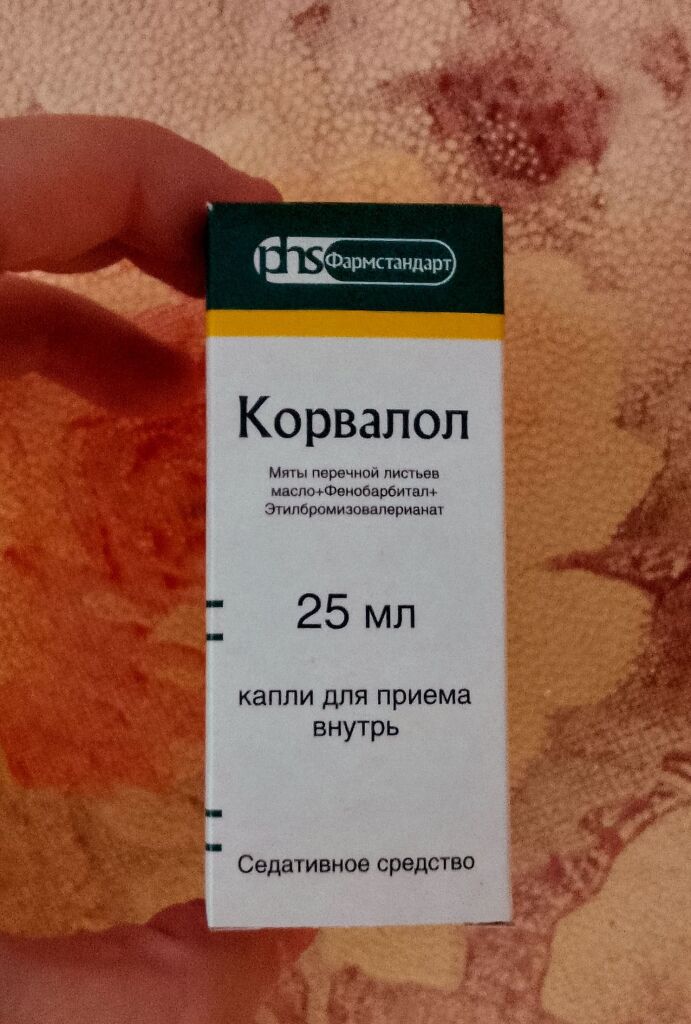 phs Фармстандарт
Корвалол
Мяты перечной листьев
масло+Фенобарбитал+
Этилбромизовалерианат
25 мл
капли для приема
внутрь
Седативное средство